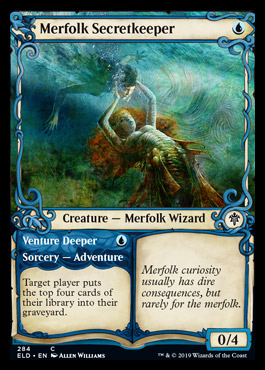 Merfolk Secretkeeper
Creature — Merfolk Wizard
Venture Deeper
Sorcery — Adventure
Target player puts
the top four cards of
their library into their
graveyard.
Merfolk curiosity
usually has dire
consequences, but
rarely for the merfolk.
0/4
284 C
ELD • EN Allen Williams
™ & © 2019 Wizards of the Coast